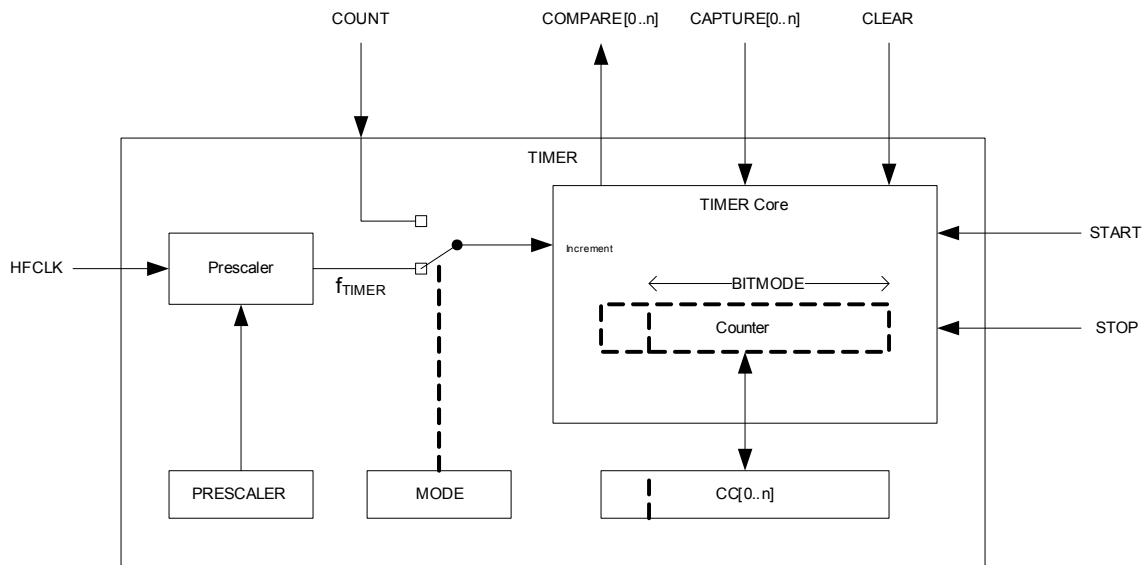 COUNT
COMPARE[0..n]
CAPTURE[0..n]
CLEAR
TIMER
TIMER Core
START
Increment
HFCLK
Prescaler
fTIMER
BITMODE
Counter
STOP
PRESCALER
MODE
CC[0..n]